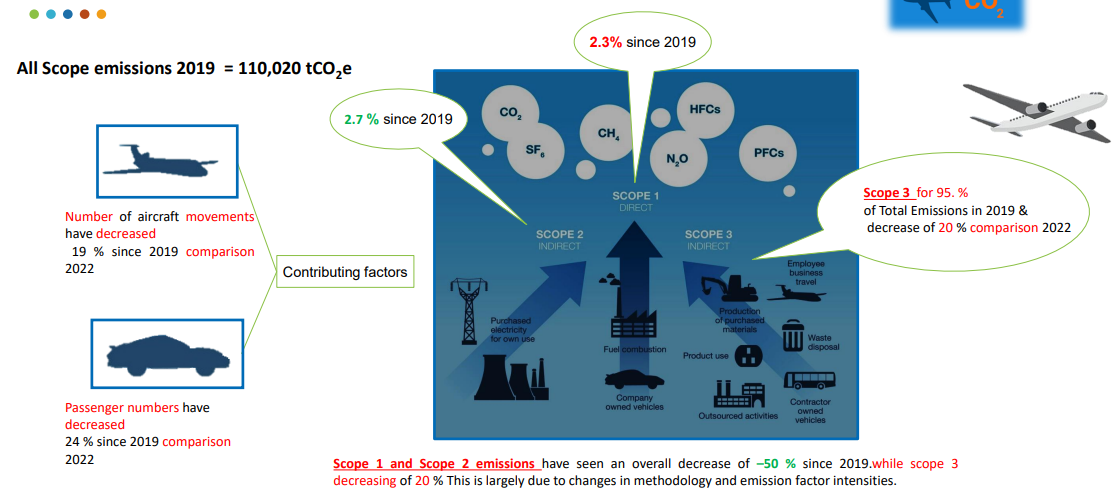 CO2
2.3% since 2019
All Scope emissions 2019 = 110,020 tCO2e
2.7 % since 2019
CO2
SF6
CH4
HFCs
N2O
PFCs
Number of aircraft movements
have decreased
19 % since 2019 comparison
2022
Contributing factors
Passenger numbers have
decreased
24 % since 2019 comparison
2022
SCOPE 1
DIRECT
SCOPE 2
INDIRECT
SCOPE 3
INDIRECT
Scope 3 for 95. %
of Total Emissions in 2019 &
decrease of 20 % comparison 2022
Purchased
electricity
for own use
Fuel combustion
Company
owned vehicles
Employee
business
travel
Production
of purchased
materials
Waste
disposal
Product use
Outsourced activities
Contractor
owned
vehicles
Scope 1 and Scope 2 emissions have seen an overall decrease of –50 % since 2019.while scope 3
decreasing of 20 % This is largely due to changes in methodology and emission factor intensities.